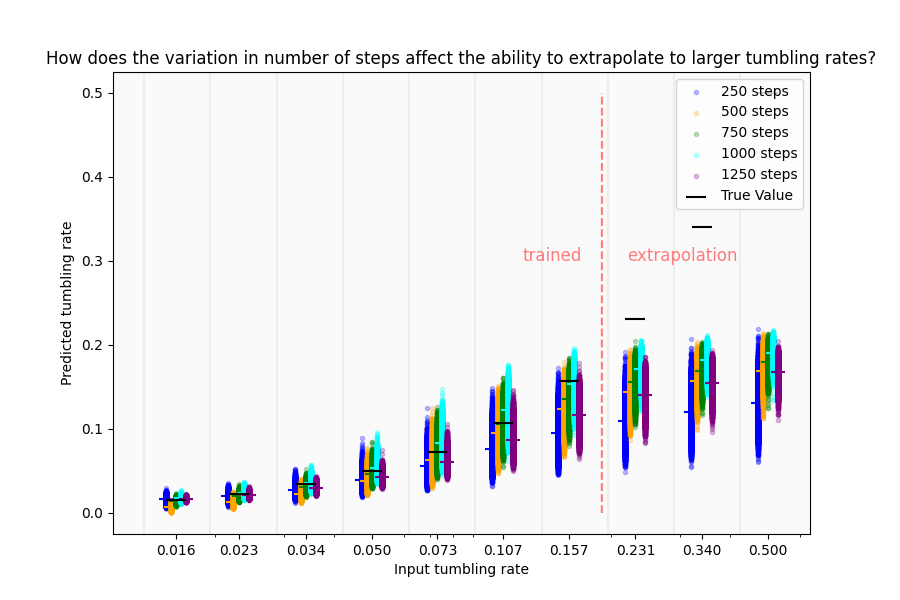 How does the variation in number of steps affect the ability to extrapolate to larger tumbling rates?
0.5
0.4
0.3
0.2
0.1
0.0
Predicted tumbling rate
250 steps
500 steps
750 steps
1000 steps
1250 steps
True Value
trained
extrapolation
0.016 0.023 0.034 0.050 0.073 0.107 0.157 0.231 0.340 0.500
Input tumbling rate